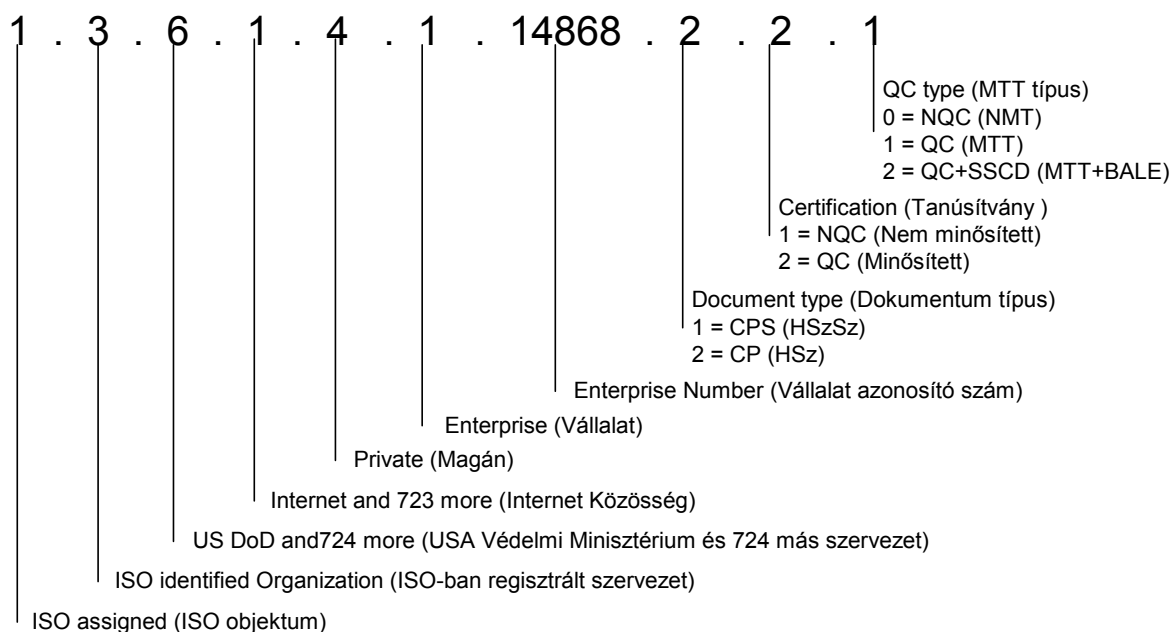 1 . 3 . 6 . 1 . 4 . 1 . 14868 . 2 . 2 . 1
QC type (MTT típus)
0 = NQC (NMT)
1 = QC (MTT)
2 = QC+SSCD (MTT+BALE)
Certification (Tanúsítvány )
1 = NQC (Nem minősített)
2 = QC (Minősített)
Document type (Dokumentum típus)
1 = CPS (HSzSz)
2 = CP (HSz)
Enterprise Number (Vállalat azonosító szám)
Enterprise (Vállalat)
Private (Magán)
Internet and 723 more (Internet Közösség)
US DoD and724 more (USA Védelmi Minisztérium és 724 más szervezet)
ISO identified Organization (ISO-ban regisztrált szervezet)
ISO assigned (ISO objektum)